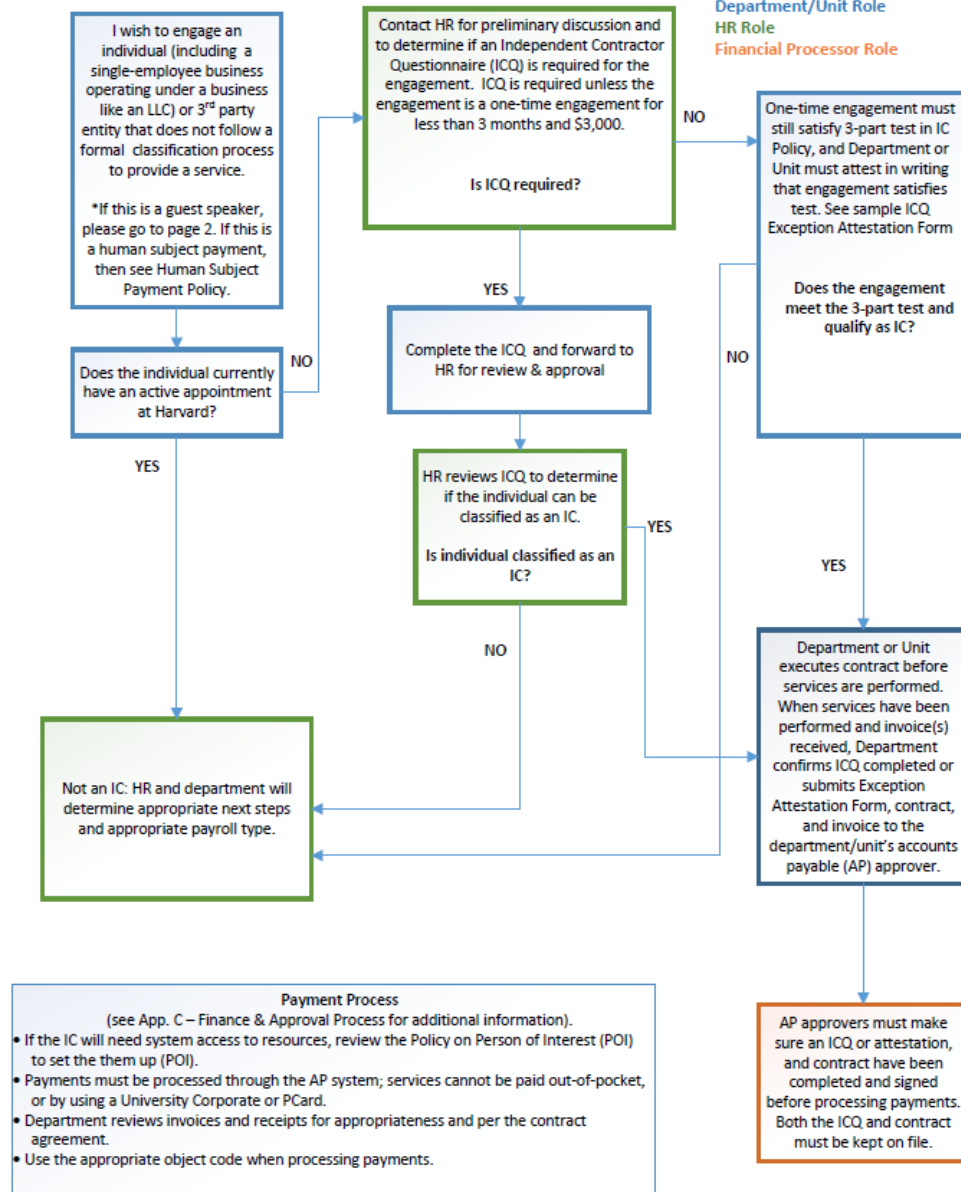 Department/Unit Role
HR Role
Financial Processor Role
I wish to engage an
individual (including a
single-employee business
operating under a business
like an LLC) or 3rd party
entity that does not follow a
formal classification process
to provide a service.
*If this is a guest speaker,
please go to page 2. If this is
a human subject payment,
then see Human Subject
Payment Policy.
Does the individual currently
have an active appointment
at Harvard?
NO
YES
Contact HR for preliminary discussion and
to determine if an Independent Contractor
Questionnaire (ICQ) is required for the
engagement. ICQ is required unless the
engagement is a one-time engagement for
less than 3 months and $3,000.
Is ICQ required?
NO
YES
Complete the ICQ and forward to
HR for review & approval
HR reviews ICQ to determine
if the individual can be
classified as an IC.
Is individual classified as an
IC?
YES
NO
One-time engagement must
still satisfy 3-part test in IC
Policy, and Department or
Unit must attest in writing
that engagement satisfies
test. See sample ICQ
Exception Attestation Form
Does the engagement
meet the 3-part test and
qualify as IC?
NO
YES
Not an IC: HR and department will
determine appropriate next steps
and appropriate payroll type.
Department or Unit
executes contract before
services are performed.
When services have been
performed and invoice(s)
received, Department
confirms ICQ completed or
submits Exception
Attestation Form, contract,
and invoice to the
department/unit's accounts
payable (AP) approver.
AP approvers must make
sure an ICQ or attestation,
and contract have been
completed and signed
before processing payments.
Both the ICQ and contract
must be kept on file.
Payment Process
(see App. C – Finance & Approval Process for additional information).
• If the IC will need system access to resources, review the Policy on Person of Interest (POI)
to set the them up (POI).
• Payments must be processed through the AP system; services cannot be paid out-of-pocket,
or by using a University Corporate or PCard.
• Department reviews invoices and receipts for appropriateness and per the contract
agreement.
• Use the appropriate object code when processing payments.